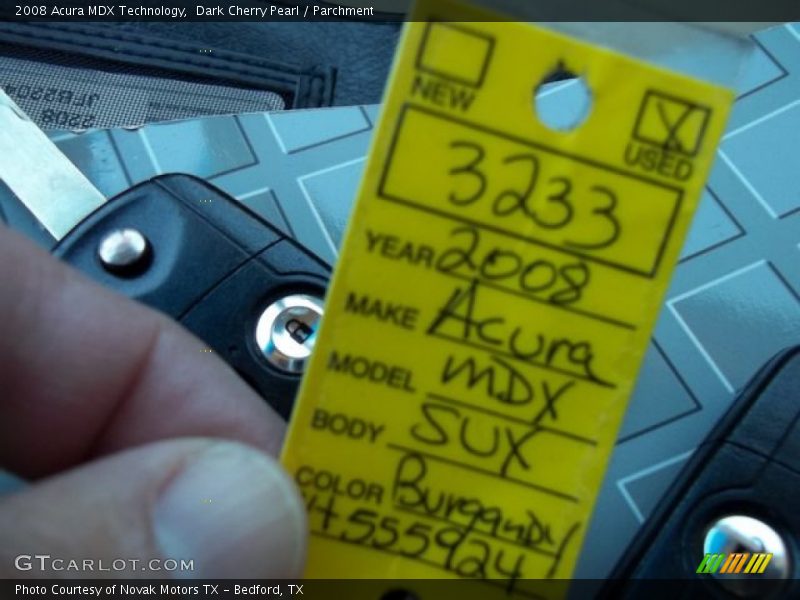 2008 Acura MDX Technology, Dark Cherry Pearl / Parchment
NEW
X
USED
3233
YEAR 2008
MAKE Acura
MODEL MDX
BODY SUX
COLOR Burgandy
4555924
GTCARLOT.COM
Photo Courtesy of Novak Motors TX – Bedford, TX